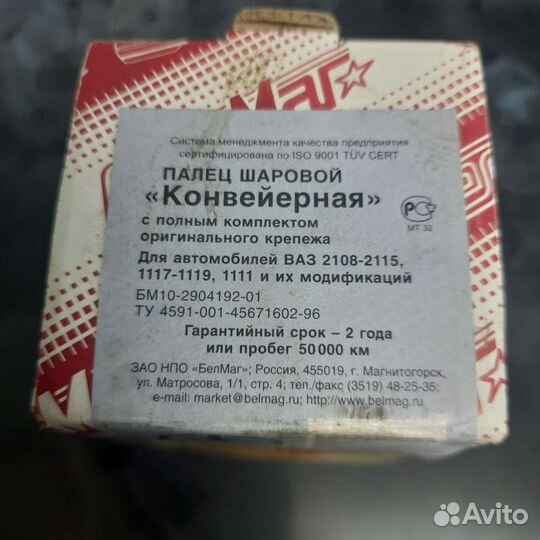 Маг
Система менеджмента качества предприятия
сертифицирована по ISO 9001 TÜV CERT
ПАЛЕЦ ШАРОВОЙ
«Конвейерная»
с полным комплектом
оригинального крепежа
МТ 32
Для автомобилей ВАЗ 2108-2115,
1117-1119, 1111 и их модификаций
БМ10-2904192-01
ТУ 4591-001-45671602-96
Гарантийный срок – 2 года
или пробег 50000 км
ЗАО НПО «БелМаг»; Россия, 455019, г. Магнитогорск,
ул. Матросова, 1/1, стр. 4; тел./факс (3519) 48-25-35;
e-mail: market@belmag.ru; http://www.belmag.ru
Avito